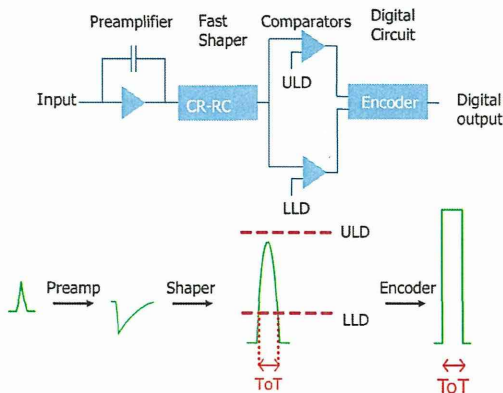 Preamplifier
Fast
Shaper
Comparators
Digital
Circuit
Input
CR-RC
ULD
Encoder
Digital
output
LLD
ULD
Preamp
Shaper
Encoder
LLD
ToT
ToT